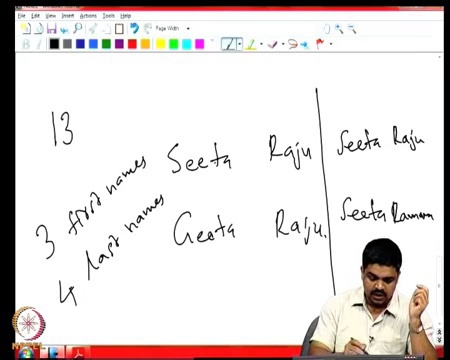 File Edit View Insert Actions Tools Help
Page Width
13
Seeta Raju
Seeta Raju
3 first names
Geeta Raju.
Seeta Ramana
4 last names